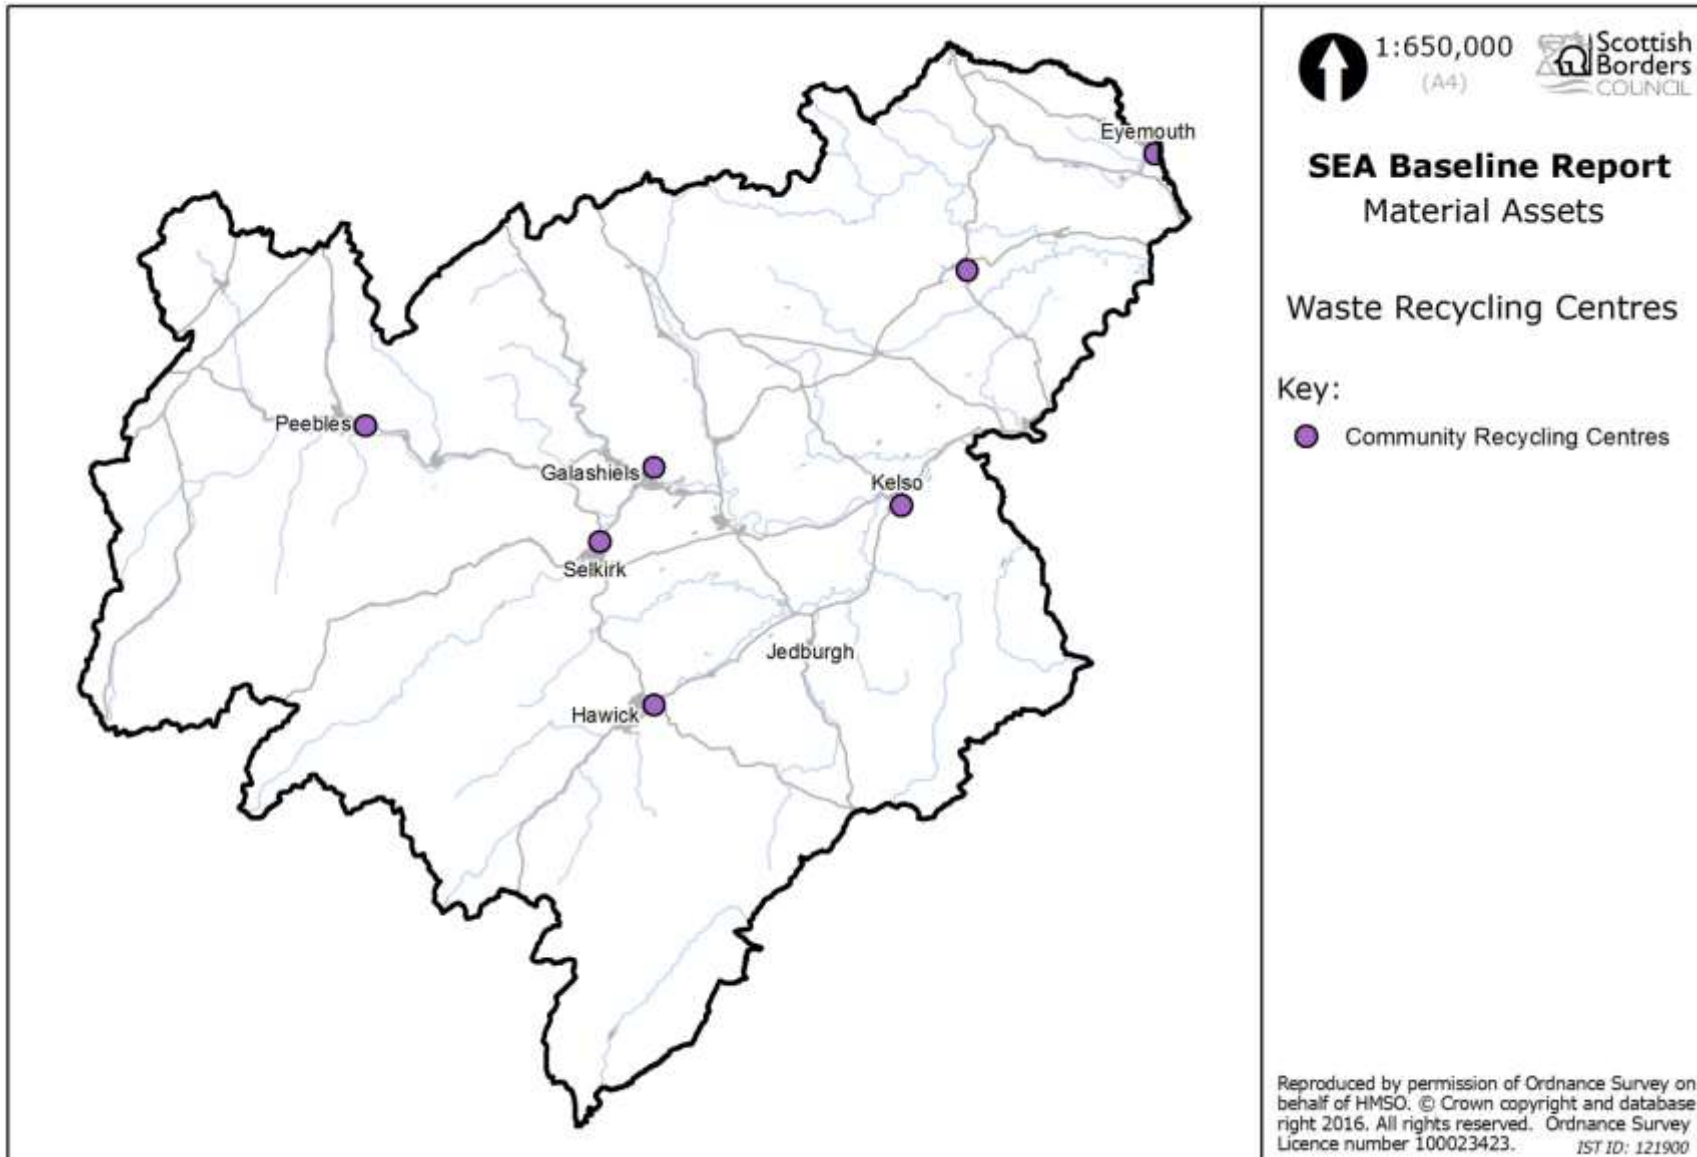 1:650,000
(A4)
Scottish
Borders
COUNCIL
SEA Baseline Report
Material Assets
Waste Recycling Centres
Key:
Community Recycling Centres
Eyemouth
Peebles
Galashiels
Kelso
Selkirk
Jedburgh
Hawick
Reproduced by permission of Ordnance Survey on
behalf of HMSO. © Crown copyright and database
right 2016. All rights reserved. Ordnance Survey
Licence number 100023423.
IST ID: 121900